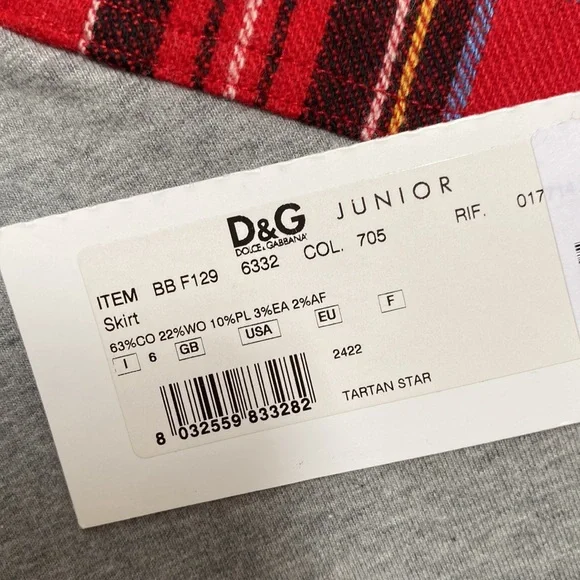 D&G JUNIOR
DOLCE & GABBANA
ITEM BB F129 6332 COL. 705 RIF. 017
Skirt
63%CO 22%WO 10%PL 3%EA 2%AF
I 6 GB USA EU F
2422
8 032559 833282
TARTAN STAR